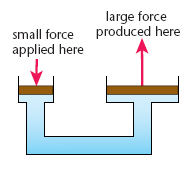 small force
applied here
large force
produced here